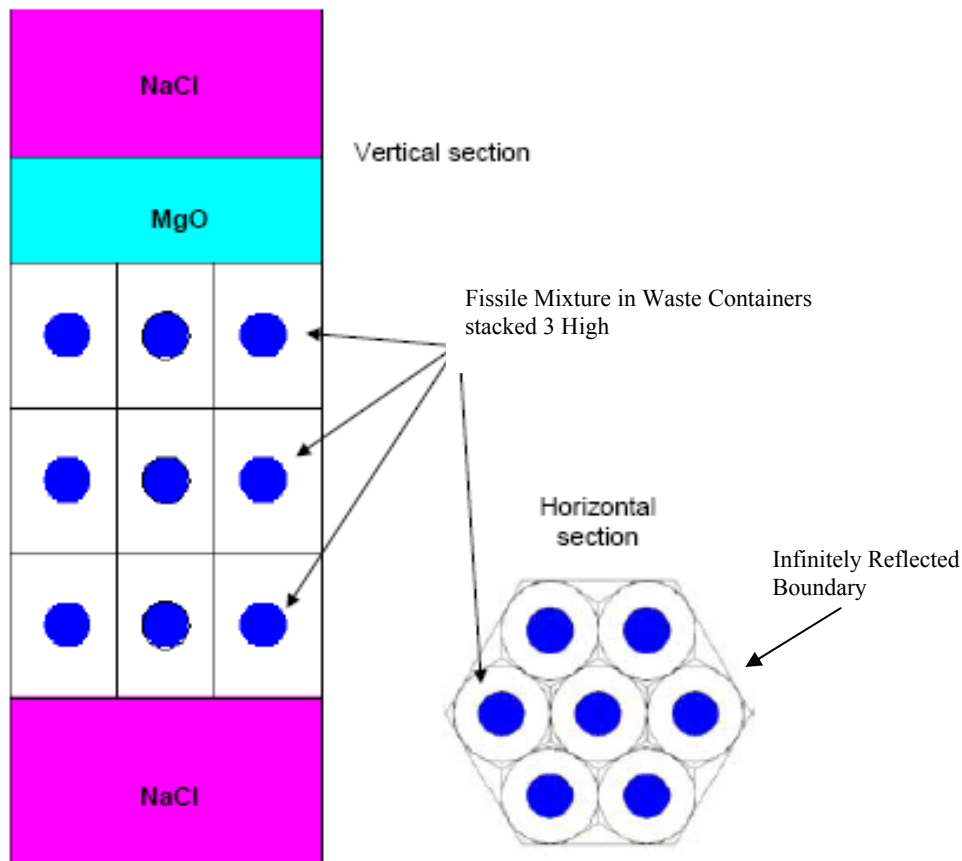 NaCl
Vertical section
MgO
Fissile Mixture in Waste Containers
stacked 3 High
Horizontal
section
Infinitely Reflected
Boundary
NaCl